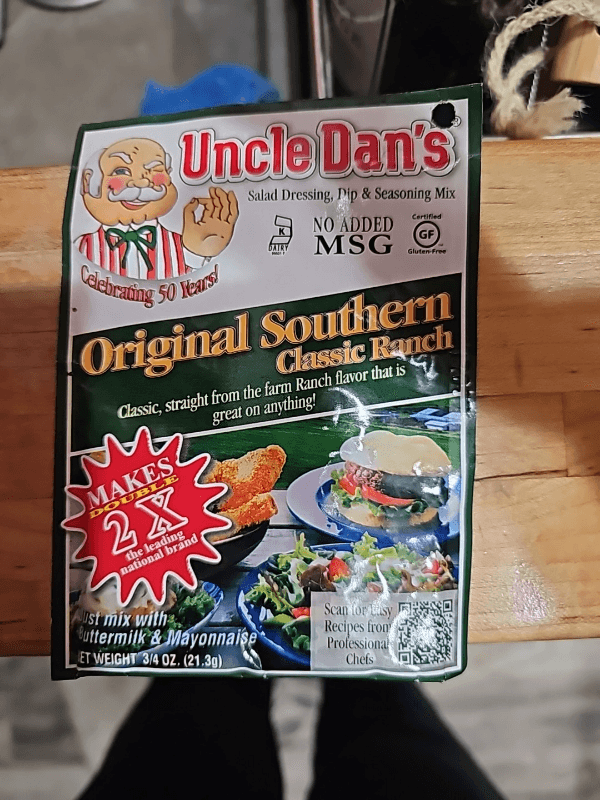 Uncle Dan's
Salad Dressing, Dip & Seasoning Mix
K
DAIRY
NO ADDED
MSG
Certified
GF
Gluten-Free
Celebrating 50 Years!
Original Southern
Classic Ranch
Classic, straight from the farm Ranch flavor that is
great on anything!
MAKES
DOUBLE
2X
the leading
national brand
ust mix with
uttermilk & Mayonnaise
ET WEIGHT 3/4 OZ. (21.3g)
Scan for Easy
Recipes from
Professional
Chefs